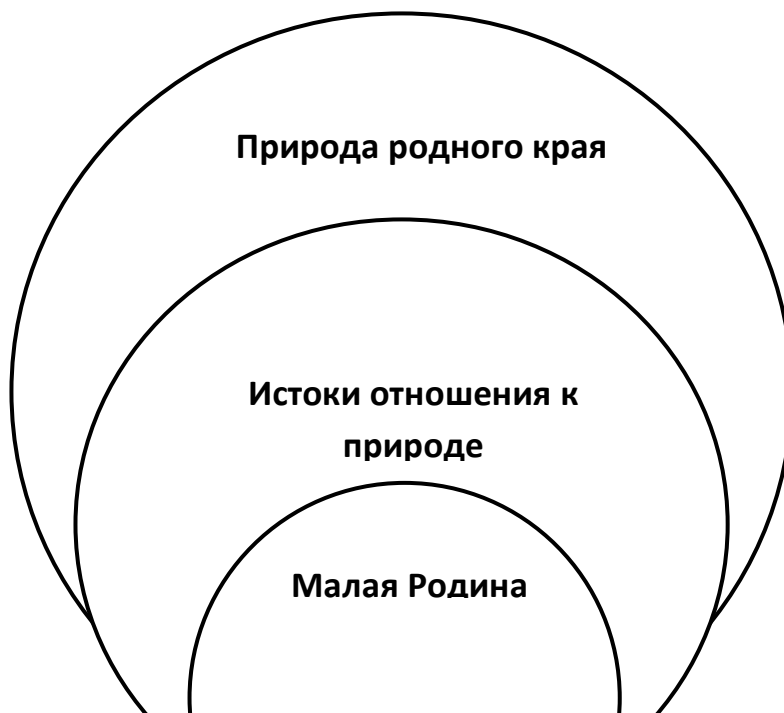 Природа родного края
Истоки отношения к
природе
Малая Родина